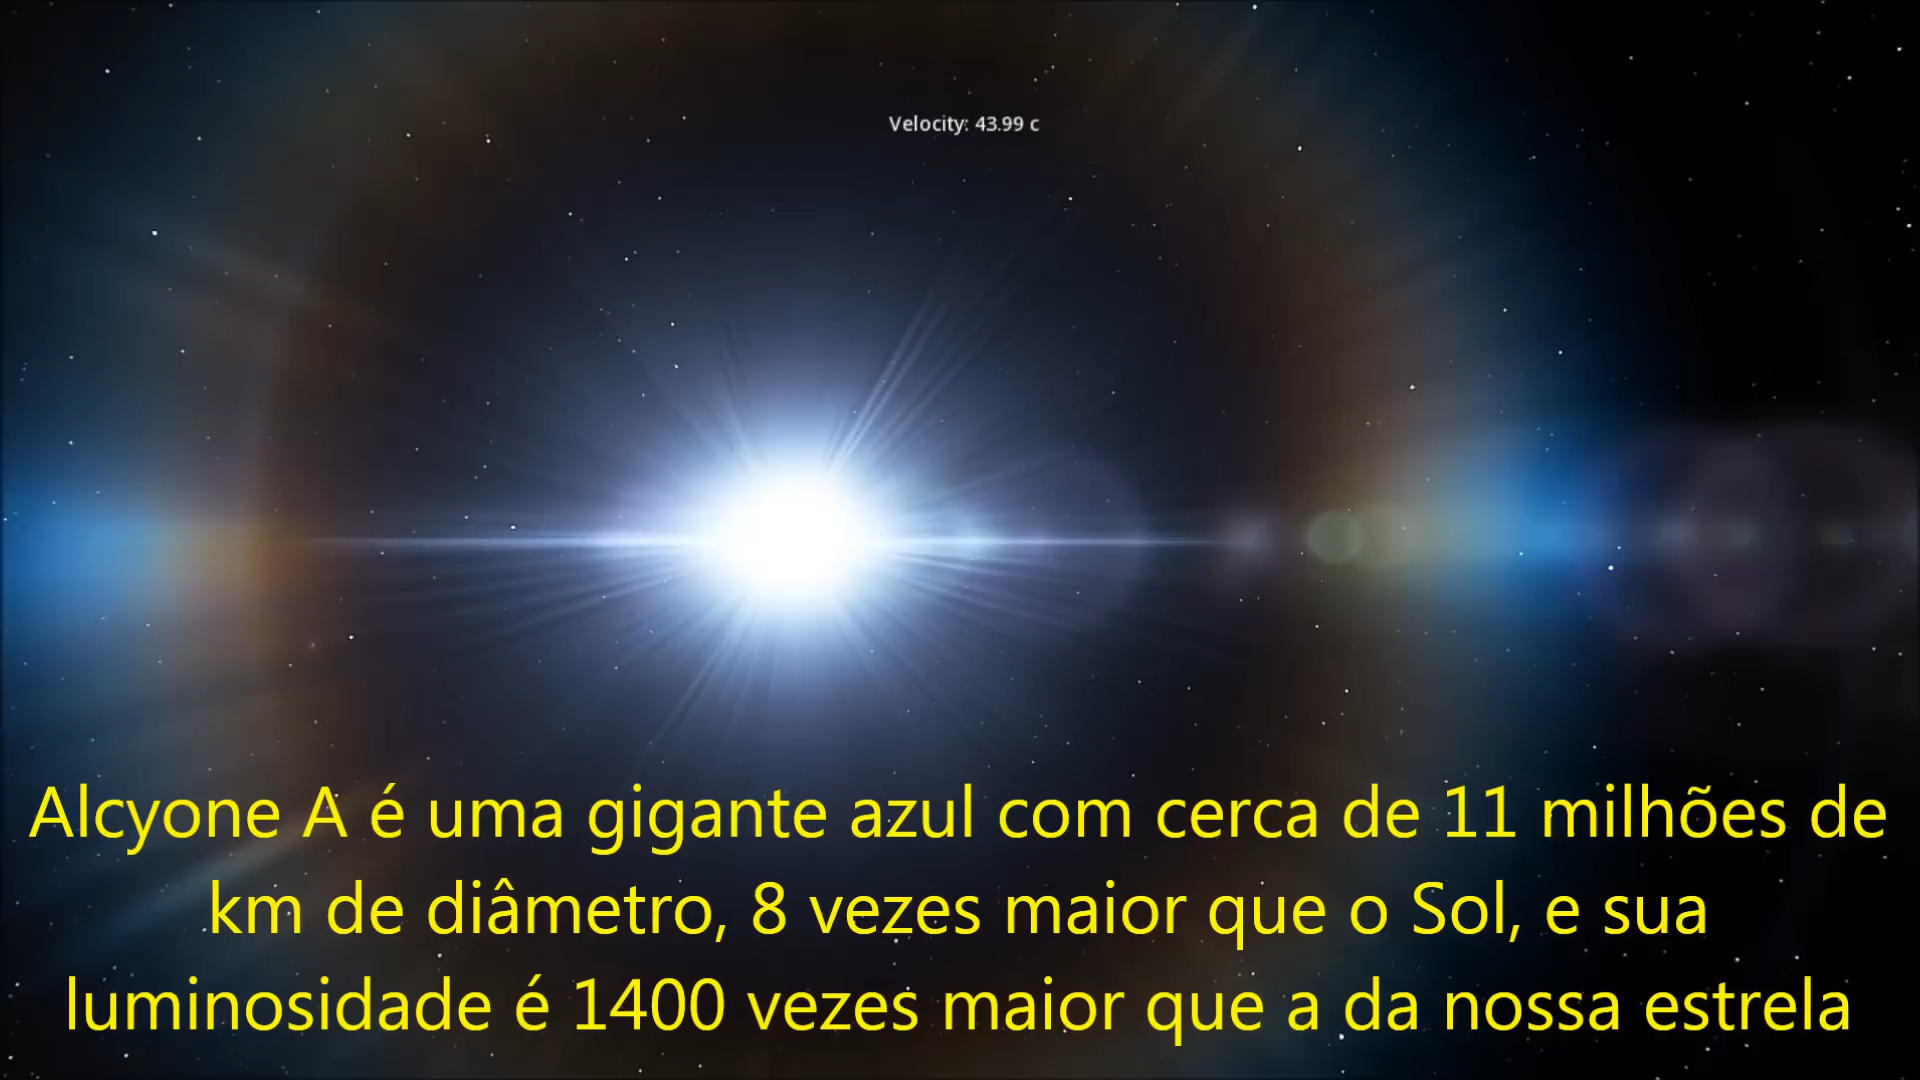 Velocity: 43.99 c
Alcyone A é uma gigante azul com cerca de 11 milhões de
km de diâmetro, 8 vezes maior que o Sol, e sua
luminosidade é 1400 vezes maior que a da nossa estrela